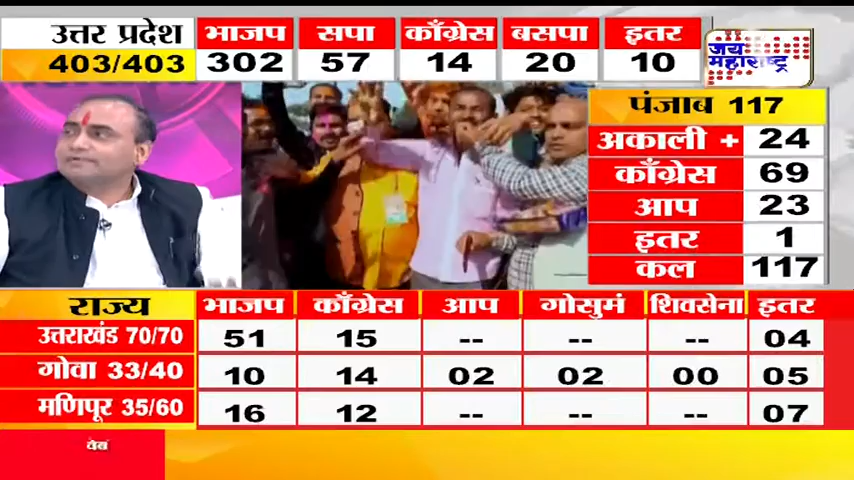 उत्तर प्रदेश भाजपा सपा काँग्रेस बसपा इतर
403/403 302 57 14 20 10
जय महाराष्ट्र
पंजाब 117
अकाली + 24
काँग्रेस 69
आप 23
इतर 1
कल 117
राज्य भाजपा काँग्रेस आप गोसुमं शिवसेना इतर
उत्तराखंड 70/70 51 15 -- -- -- 04
गोवा 33/40 10 14 02 02 00 05
मणिपूर 35/60 16 12 -- -- -- 07